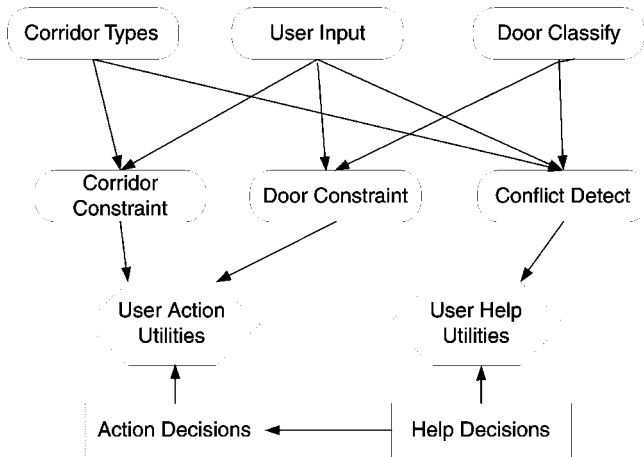 Corridor Types
User Input
Door Classify
Corridor
Constraint
Door Constraint
Conflict Detect
User Action
Utilities
User Help
Utilities
Action Decisions
Help Decisions